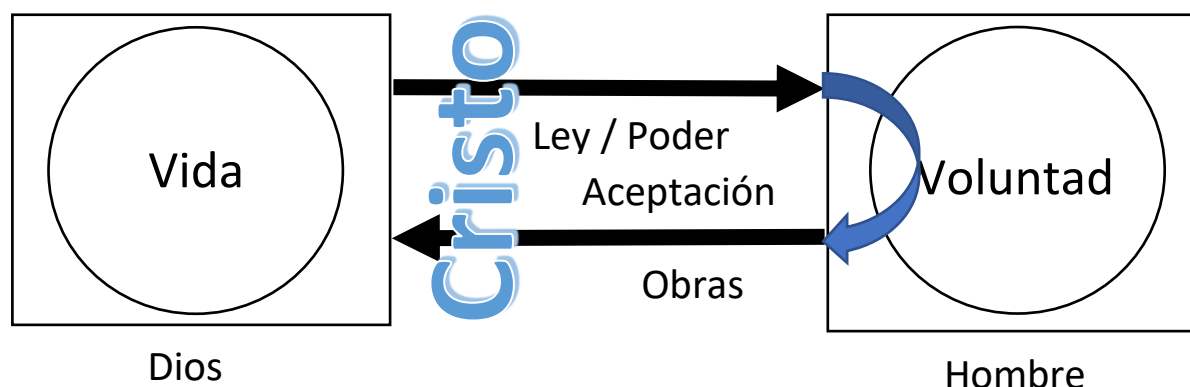 Vida
Cristo
Ley / Poder
Aceptación
Obras
Voluntad
Dios
Hombre